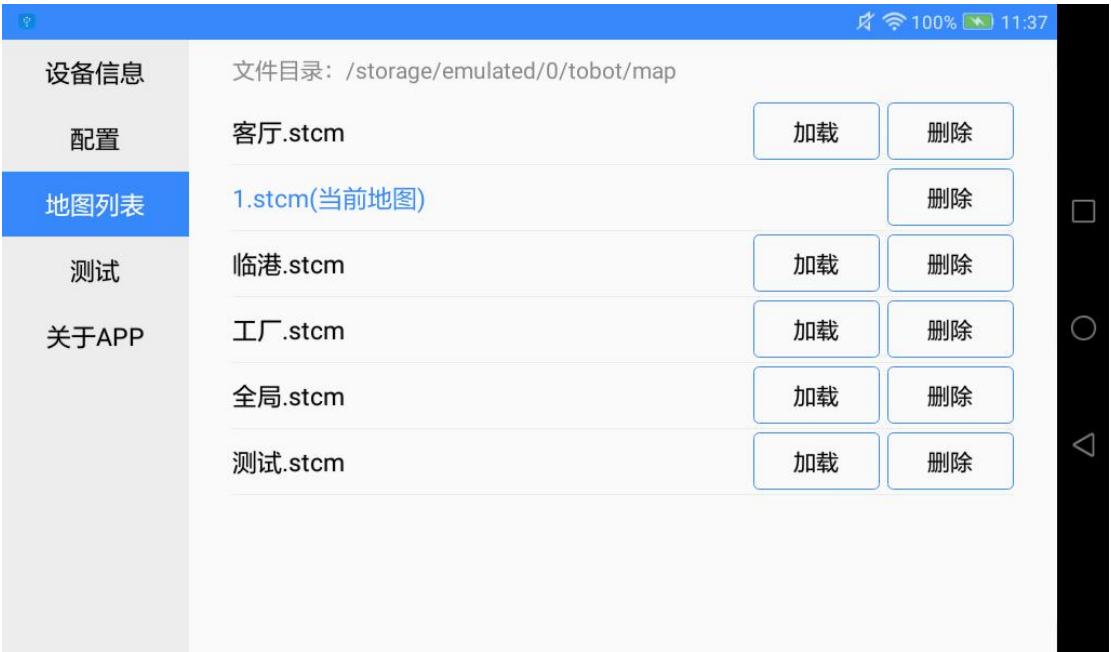 100% 11:37
设备信息
配置
地图列表
测试
关于APP
文件目录：/storage/emulated/0/tobot/map
客厅.stcm 加载 删除
1.stcm(当前地图) 删除
临港.stcm 加载 删除
工厂.stcm 加载 删除
全局.stcm 加载 删除
测试.stcm 加载 删除